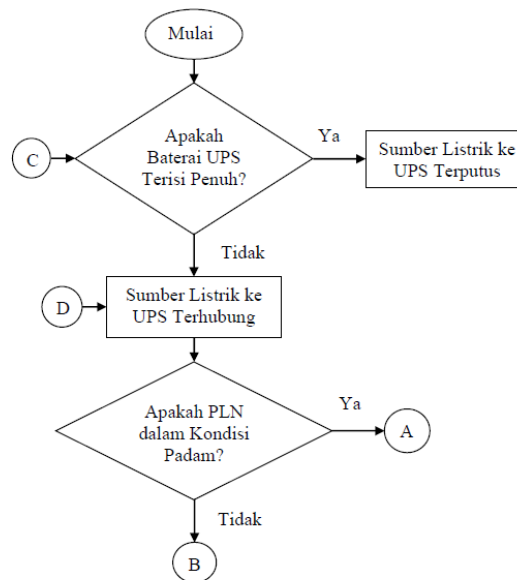 Mulai
Apakah
Baterai UPS
Terisi Penuh?
Ya
Sumber Listrik ke
UPS Terputus
C
Tidak
Sumber Listrik ke
UPS Terhubung
D
Apakah PLN
dalam Kondisi
Padam?
Ya
A
Tidak
B